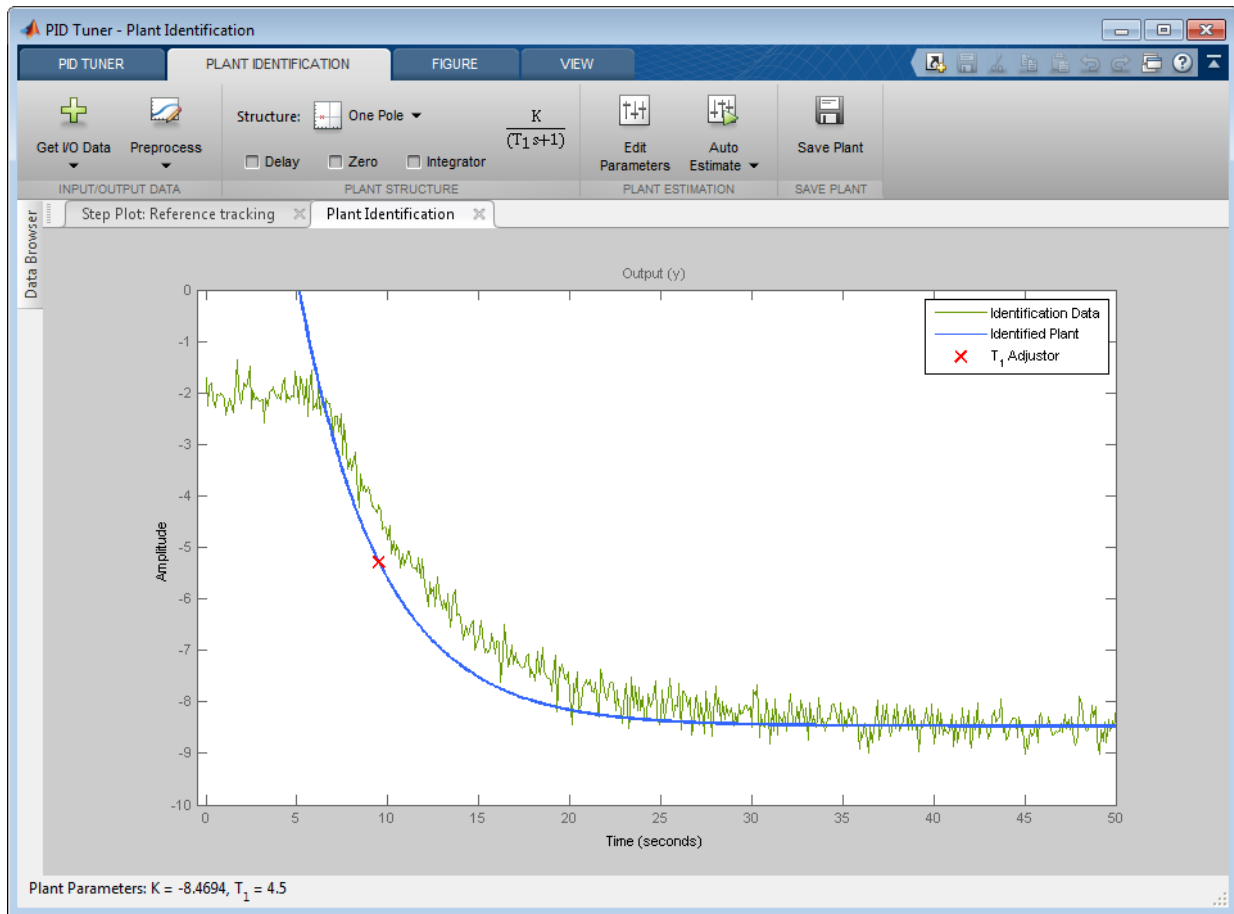 PID Tuner - Plant Identification
PID TUNER PLANT IDENTIFICATION FIGURE VIEW
Structure: One Pole
K
(T1s+1)
Get I/O Data Preprocess
Delay Zero Integrator
Edit Parameters
Auto Estimate
Save Plant
INPUT/OUTPUT DATA PLANT STRUCTURE PLANT ESTIMATION SAVE PLANT
Data Browser
Step Plot: Reference tracking Plant Identification
Output (y)
Identification Data
Identified Plant
T1 Adjustor
Amplitude
0
-1
-2
-3
-4
-5
-6
-7
-8
-9
-10
0 5 10 15 20 25 30 35 40 45 50
Time (seconds)
Plant Parameters: K = -8.4694, T1 = 4.5